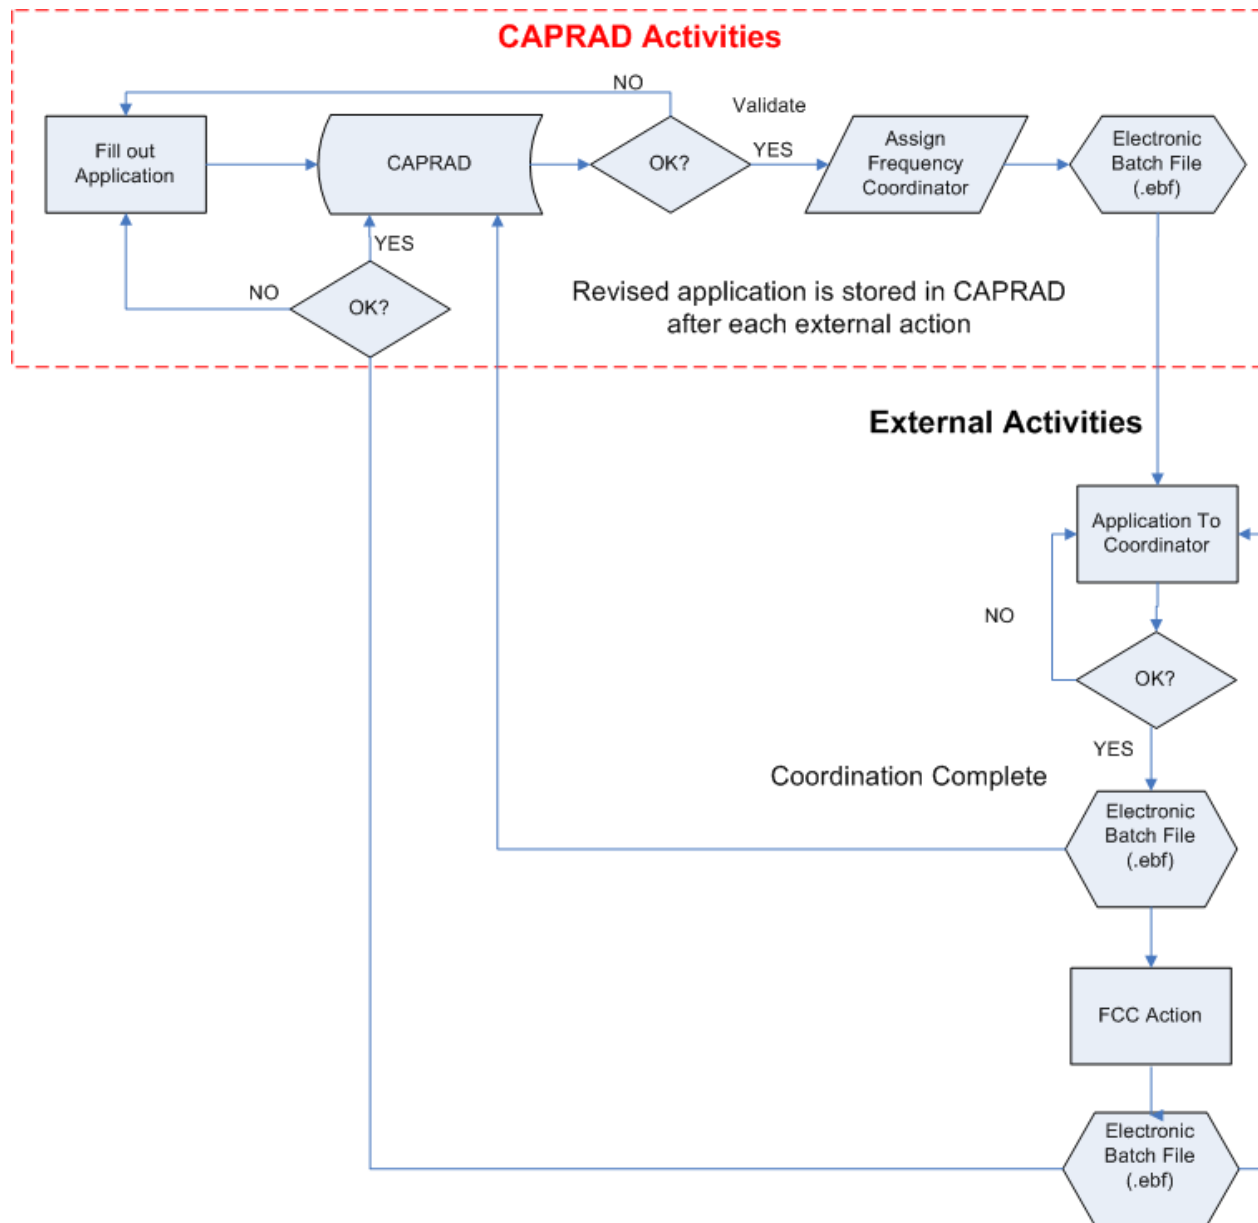 CAPRAD Activities
NO
Validate
Fill out
Application
CAPRAD
OK?
YES
Assign
Frequency
Coordinator
Electronic
Batch File
(.ebf)
YES
NO
OK?
Revised application is stored in CAPRAD
after each external action
External Activities
Application To
Coordinator
NO
OK?
YES
Coordination Complete
Electronic
Batch File
(.ebf)
FCC Action
Electronic
Batch File
(.ebf)